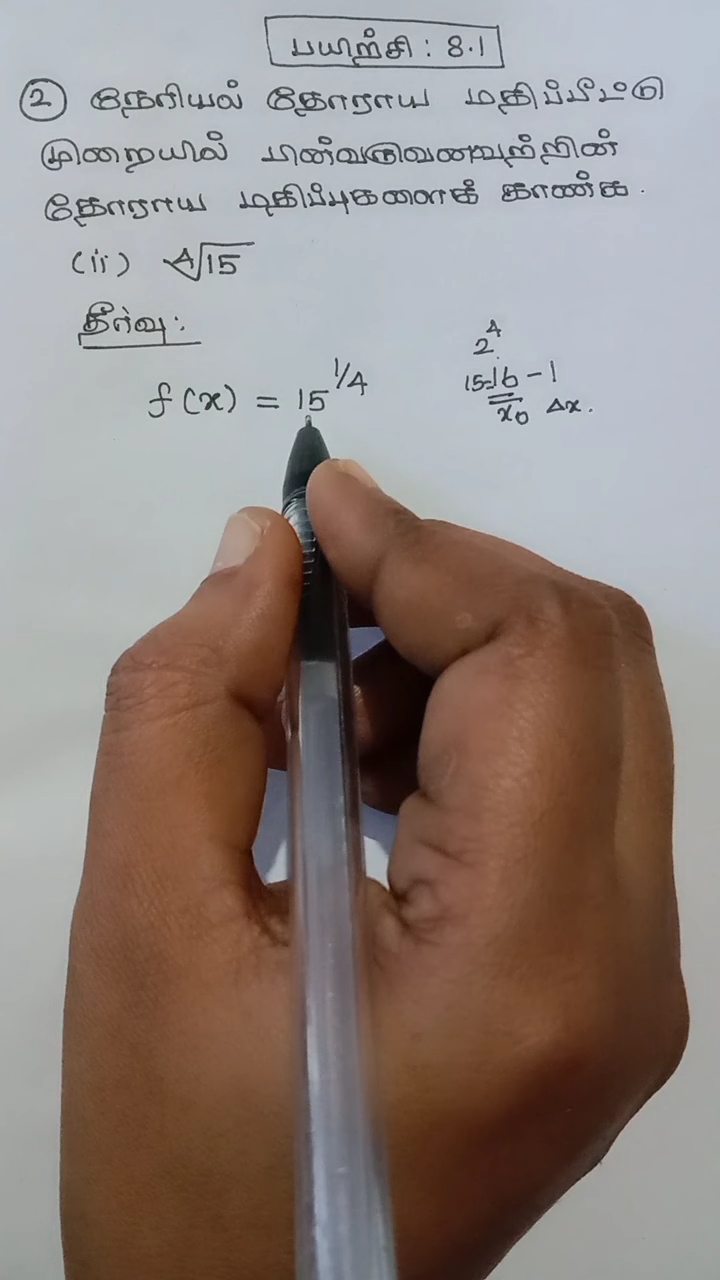 பயிற்சி : 8.1
② நேரியல் தோராய மதிப்பீட்டு
முறையில் பின்வருவனவற்றின்
தோராய மதிப்புகளைக் காண்க.
(ii) ∜15
தீர்வு:
2⁴
f(x) = 15^1/4 15=16 - 1
x₀ Δx.